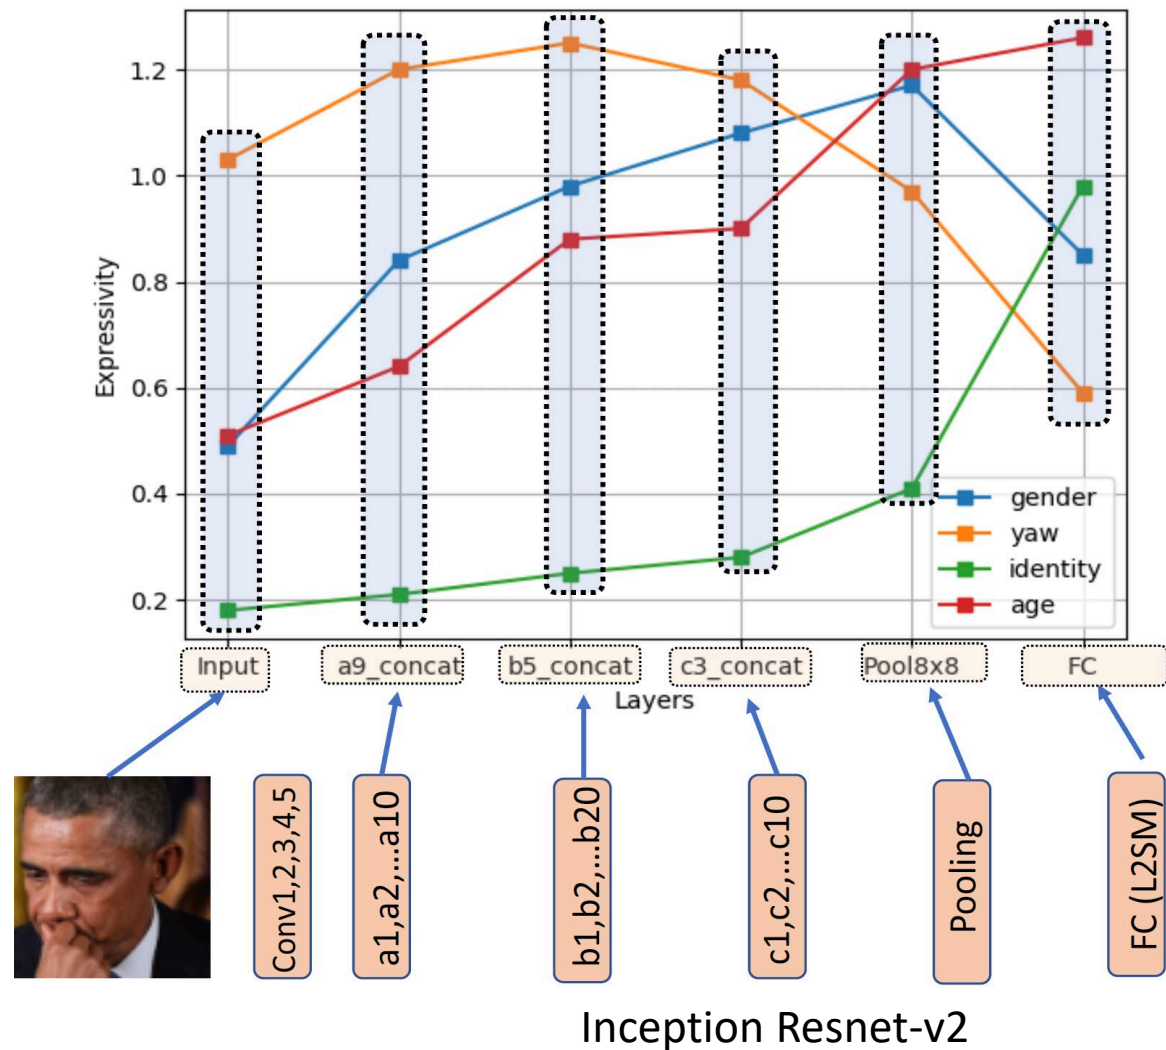 1.2
1.0
0.8
0.6
0.4
0.2
Expressivity
gender
yaw
identity
age
Input a9_concat b5_concat c3_concat Pool8x8 FC
Layers
Conv1,2,3,4,5
a1,a2,...a10
b1,b2,...b20
c1,c2,...c10
Pooling
FC (L2SM)
Inception Resnet-v2